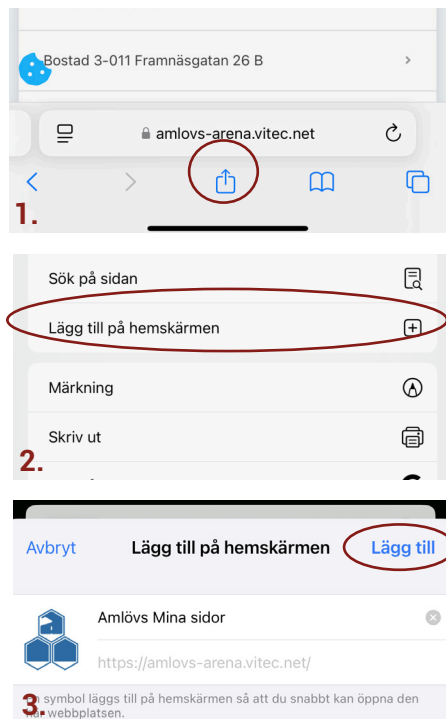 Bostad 3-011 Framnäsgatan 26 B
amlovs-arena.vitec.net
1.
Sök på sidan
Lägg till på hemskärmen
Märkning
Skriv ut
2.
Avbryt
Lägg till på hemskärmen
Lägg till
Amlövs Mina sidor
https://amlovs-arena.vitec.net/
symbol läggs till på hemskärmen så att du snabbt kan öppna den
webbplatsen.
3.